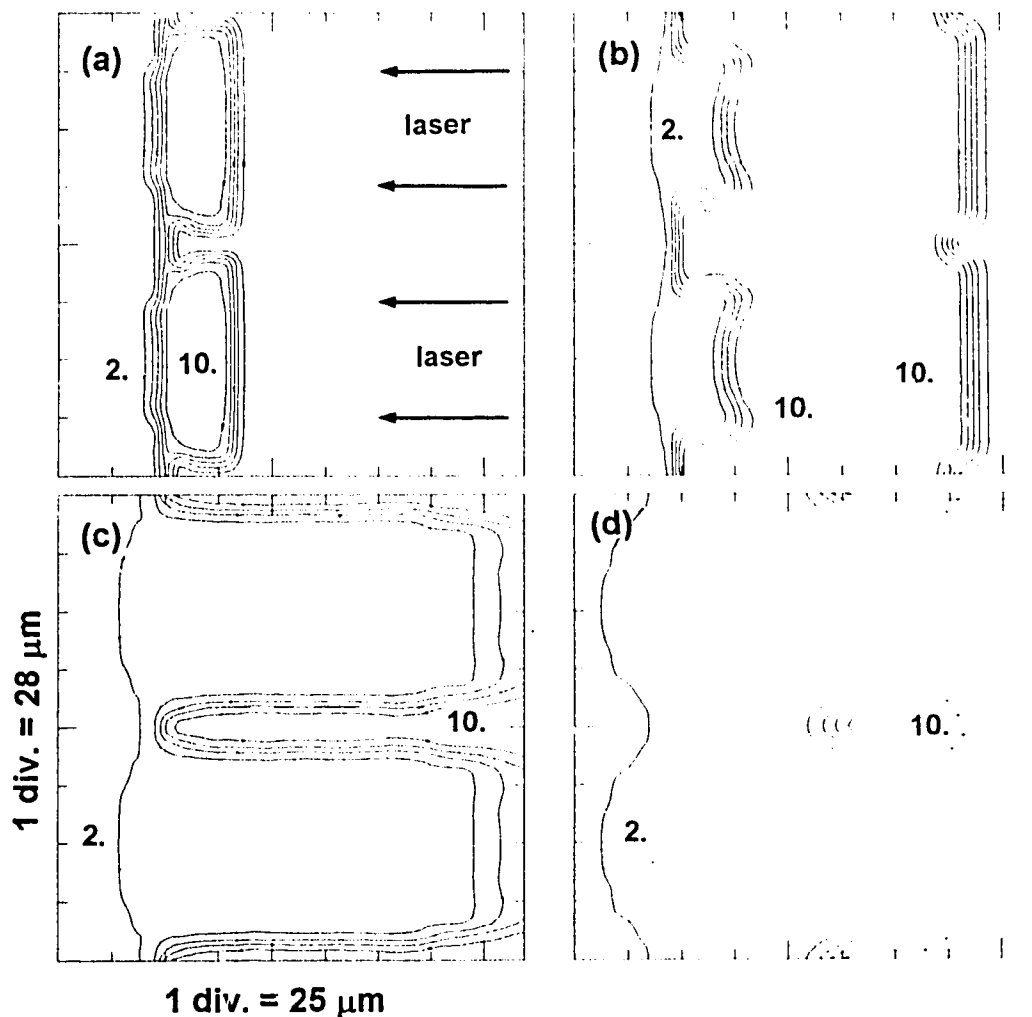 (a)
laser
2.
10.
laser
(b)
2.
10.
10.
(c)
10.
2.
(d)
10.
2.
1 div. = 28 μm
1 div. = 25 μm